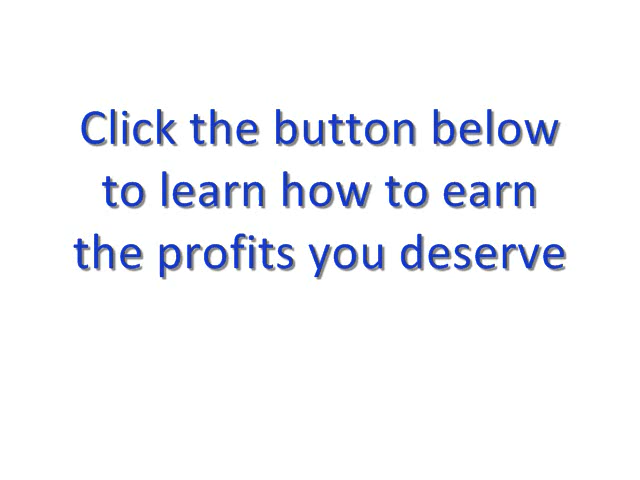 Click the button below
to learn how to earn
the profits you deserve